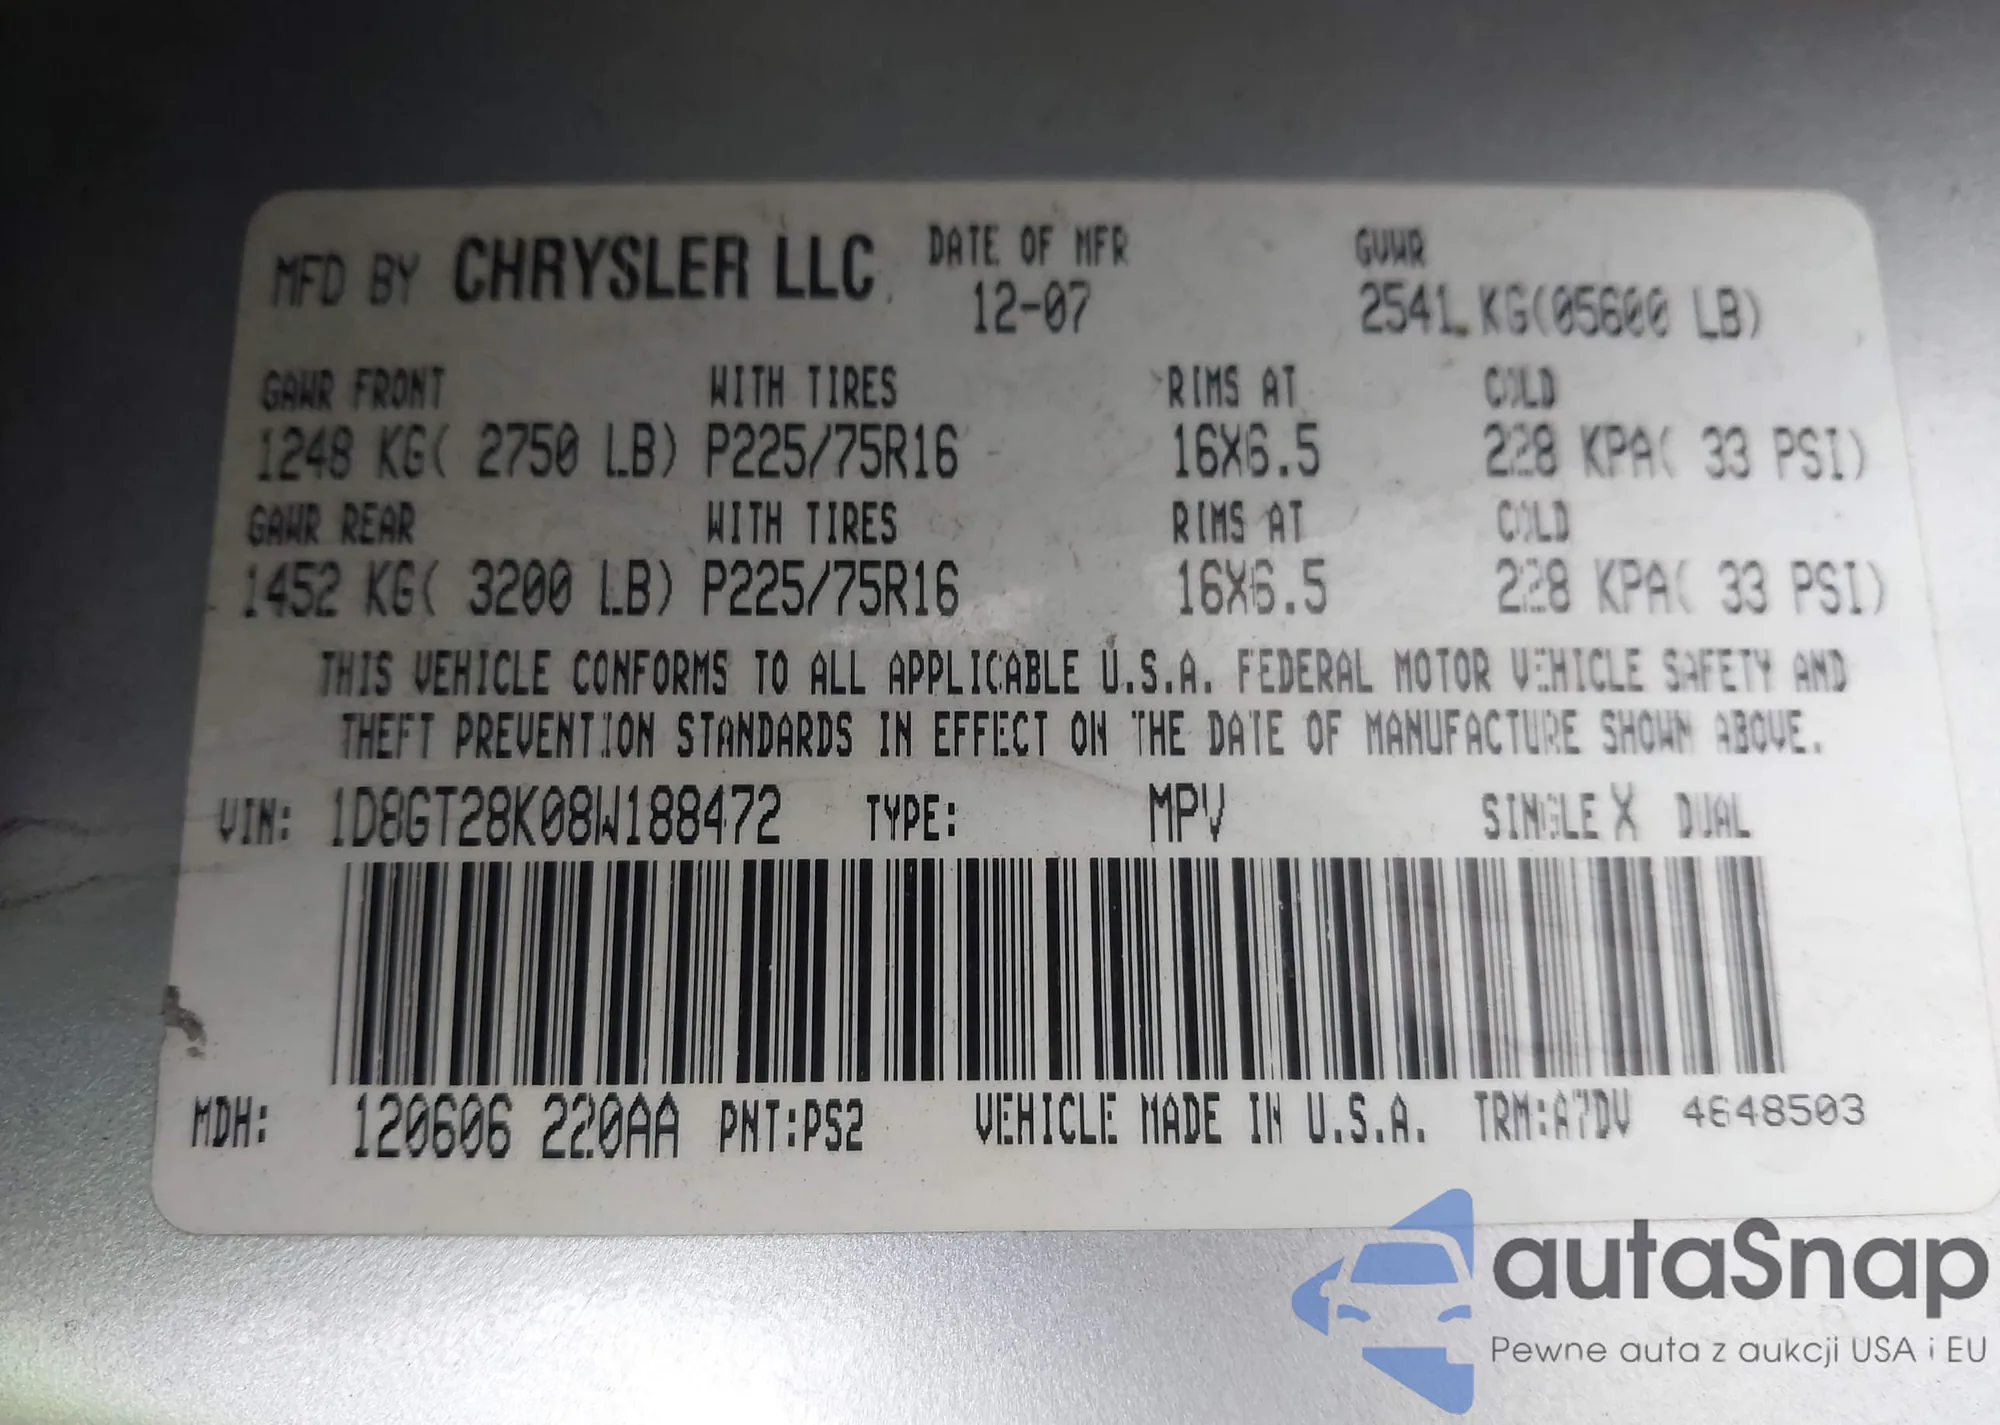 MFD BY CHRYSLER LLC DATE OF MFR GVWR
12-07 2541 KG(05600 LB)
GAWR FRONT WITH TIRES RIMS AT COLD
1248 KG( 2750 LB) P225/75R16 16X6.5 228 KPA( 33 PSI)
GAWR REAR WITH TIRES RIMS AT COLD
1452 KG( 3200 LB) P225/75R16 16X6.5 228 KPA( 33 PSI)
THIS VEHICLE CONFORMS TO ALL APPLICABLE U.S.A. FEDERAL MOTOR VEHICLE SAFETY AND
THEFT PREVENTION STANDARDS IN EFFECT ON THE DATE OF MANUFACTURE SHOWN ABOVE.
VIN: 1D8GT28K08W188472 TYPE: MPV SINGLE X DUAL
MDH: 120606 220AA PNT:PS2 VEHICLE MADE IN U.S.A. TRM:A7DV 4648503
autaSnap
Pewne auta z aukcji USA i EU